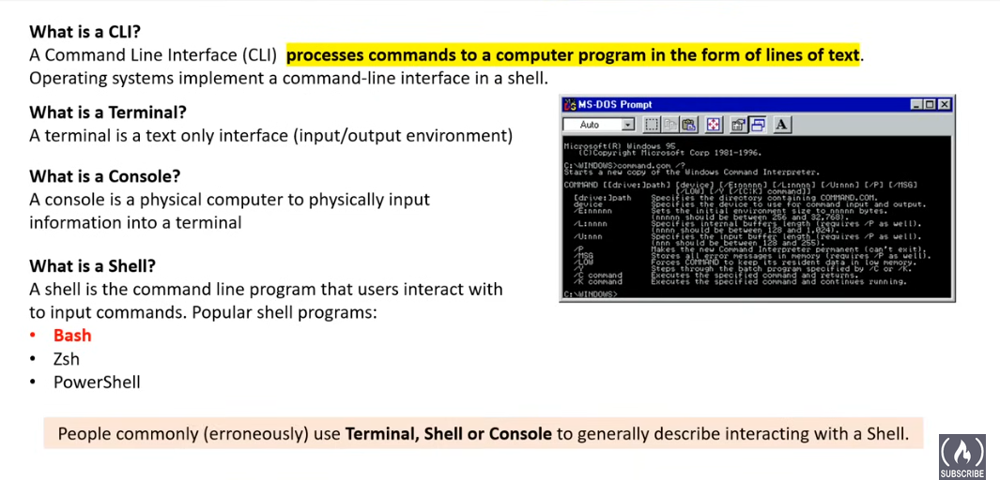 What is a CLI?
A Command Line Interface (CLI) processes commands to a computer program in the form of lines of text.
Operating systems implement a command-line interface in a shell.
What is a Terminal?
A terminal is a text only interface (input/output environment)
What is a Console?
A console is a physical computer to physically input
information into a terminal
What is a Shell?
A shell is the command line program that users interact with
to input commands. Popular shell programs:
• Bash
• Zsh
• PowerShell
MS-DOS Prompt
Auto
A
Microsoft(R) Windows 95
(C)Copyright Microsoft Corp 1981-1996.
C:\WINDOWS>command.com /?
Starts a new copy of the Windows Command Interpreter.
COMMAND [[drive:]path] [device] [/E:nnnnn] [/L:nnnn] [/U:nnn] [/P] [/MSG]
[/LOW] [/Y [/[C|K] command]]
[drive:]path Specifies the directory containing COMMAND.COM.
device Specifies the device to use for command input and output.
/E:nnnnn Sets the initial environment size to nnnnn bytes.
(nnnnn should be between 256 and 32,768).
/L:nnnn Specifies internal buffers length (requires /P as well).
(nnnn should be between 128 and 1,024).
/U:nnn Specifies the input buffer length (requires /P as well).
(nnn should be between 128 and 255).
/P Makes the new Command Interpreter permanent (can't exit).
/MSG Stores all error messages in memory (requires /P as well).
/LOW Forces COMMAND to keep its resident data in low memory.
/Y Steps through the batch program specified by /C or /K.
/C command Executes the specified command and returns.
/K command Executes the specified command and continues running.
C:\WINDOWS>
People commonly (erroneously) use Terminal, Shell or Console to generally describe interacting with a Shell.
SUBSCRIBE